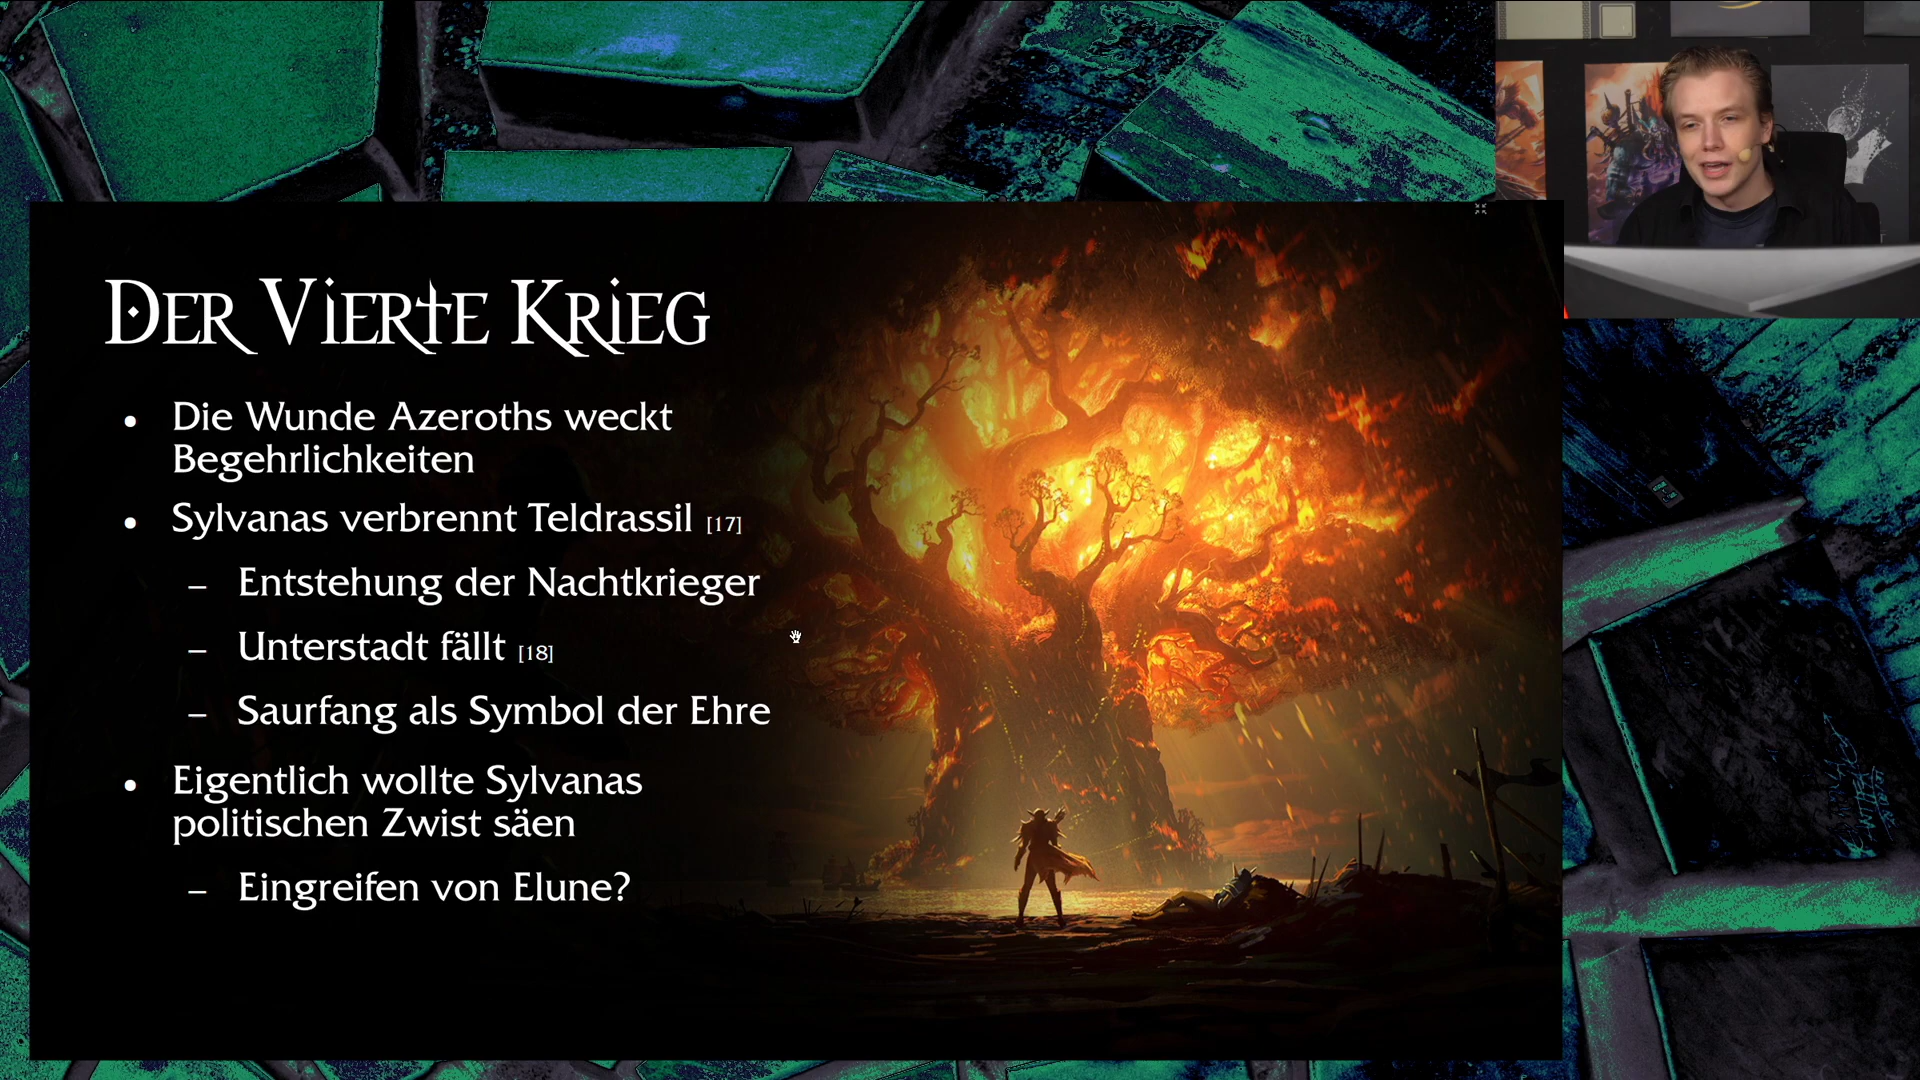 Der Vierte Krieg
• Die Wunde Azeroths weckt
Begehrlichkeiten
• Sylvanas verbrennt Teldrassil [17]
– Entstehung der Nachtkrieger
– Unterstadt fällt [18]
– Saurfang als Symbol der Ehre
• Eigentlich wollte Sylvanas
politischen Zwist säen
– Eingreifen von Elune?